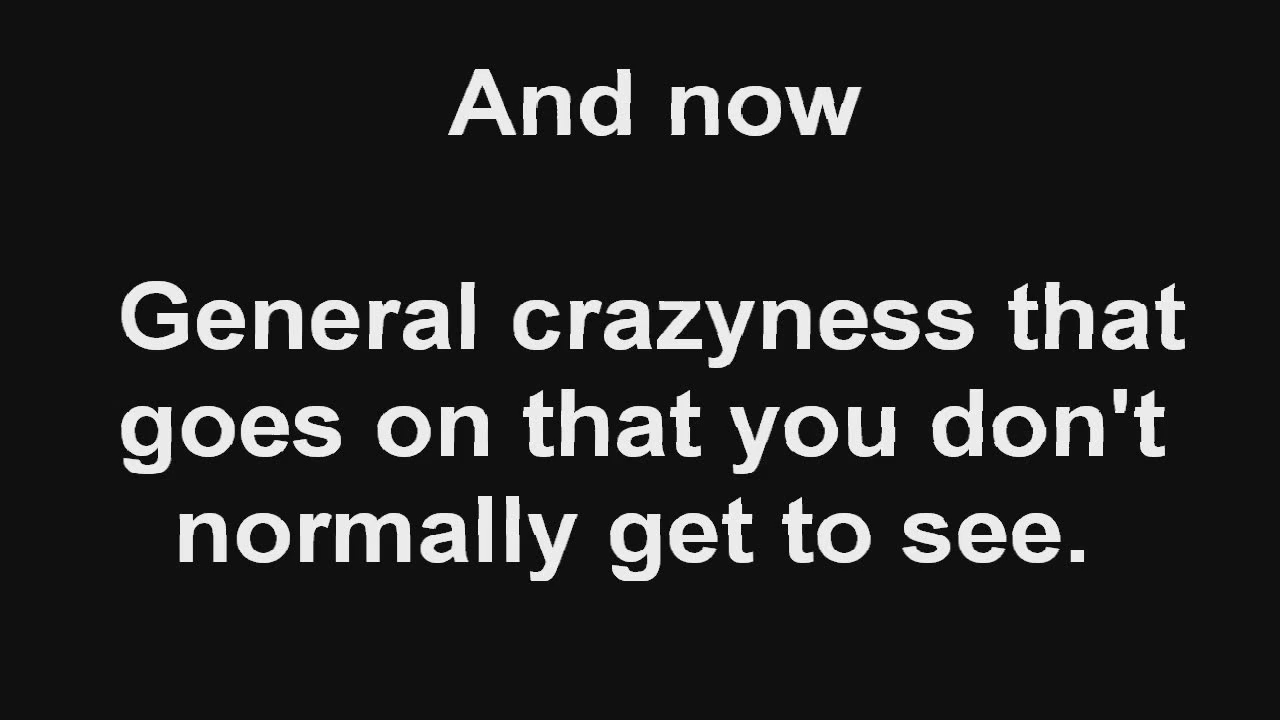 And now
General crazyness that
goes on that you don't
normally get to see.